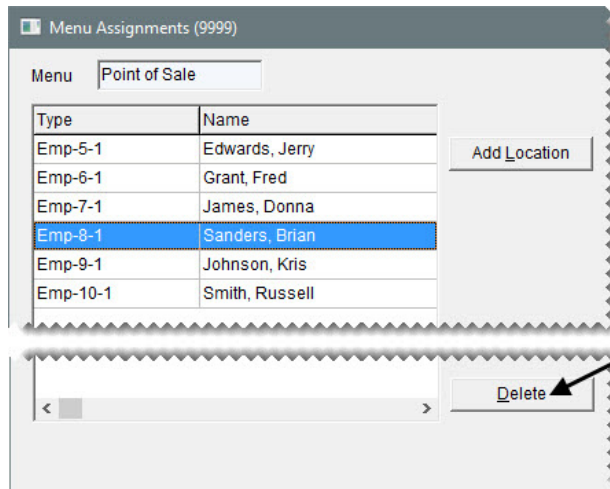 Menu Assignments (9999)
Menu Point of Sale
Type Name
Emp-5-1 Edwards, Jerry
Add Location
Emp-6-1 Grant, Fred
Emp-7-1 James, Donna
Emp-8-1 Sanders, Brian
Emp-9-1 Johnson, Kris
Emp-10-1 Smith, Russell
Delete